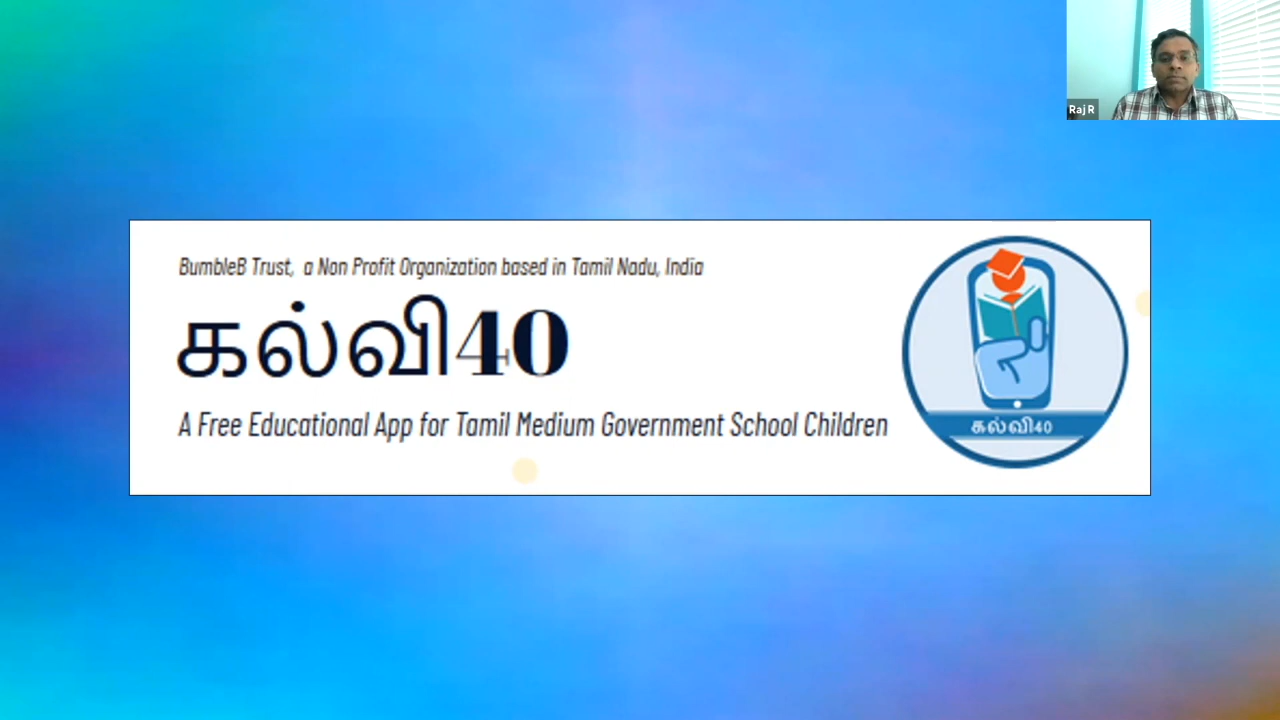 Raj R
BumbleB Trust, a Non Profit Organization based in Tamil Nadu, India
கல்வி40
A Free Educational App for Tamil Medium Government School Children
கல்வி40